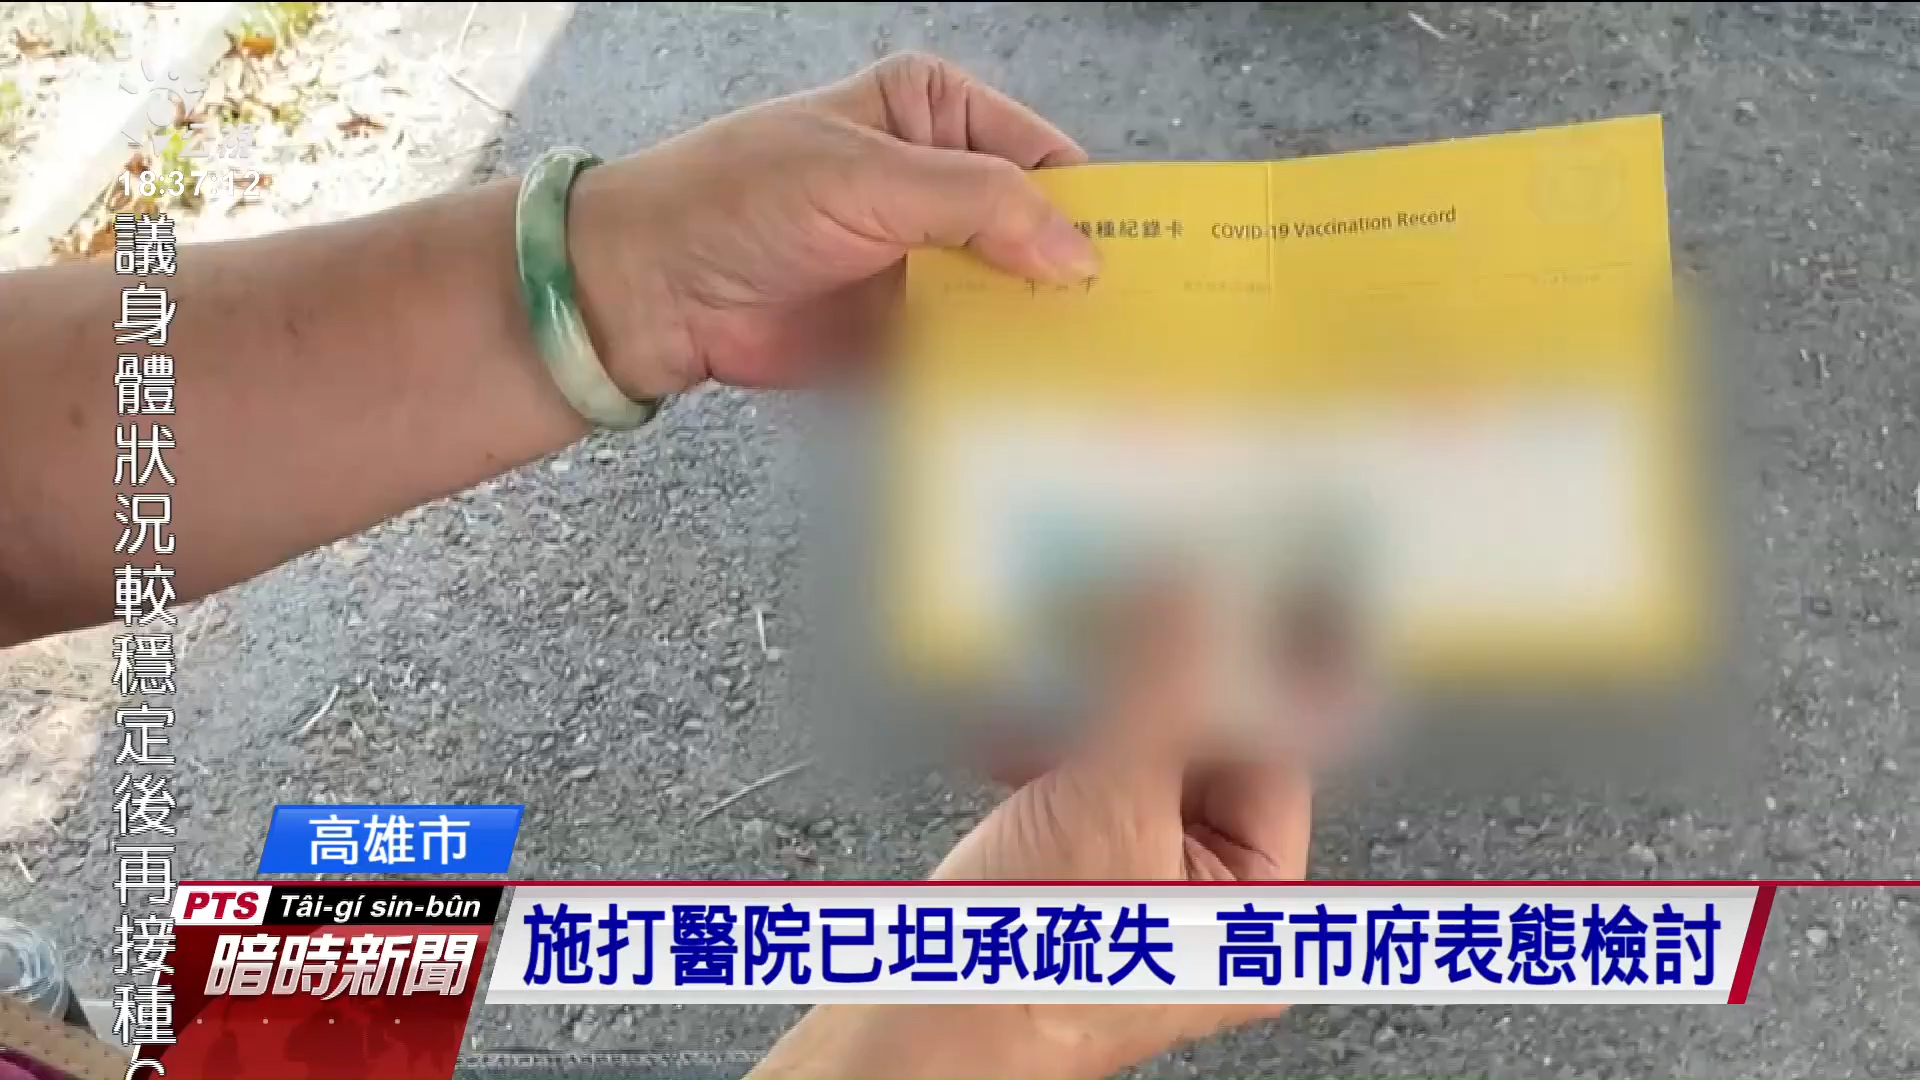 台視
18:37:12
議身體狀況較穩定後再接種
接種紀錄卡 COVID-19 Vaccination Record
高雄市
PTS Tâi-gí sin-bûn
暗時新聞
施打醫院已坦承疏失 高市府表態檢討